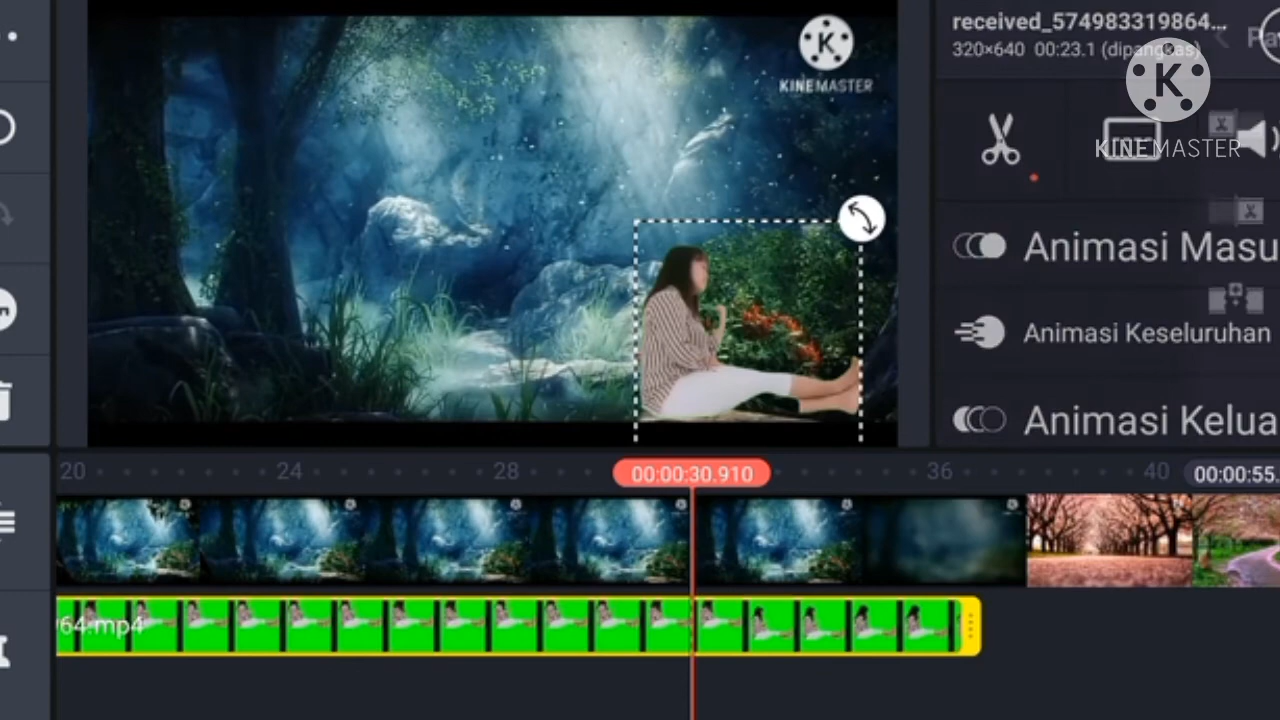 received_574983319864...
320×640 00:23.1 (dipangkas)
KINEMASTER
KINEMASTER
Animasi Masu
Animasi Keseluruhan
Animasi Kelua
20
24
28
00:00:30.910
36
40
00:00:55.
64.mp4